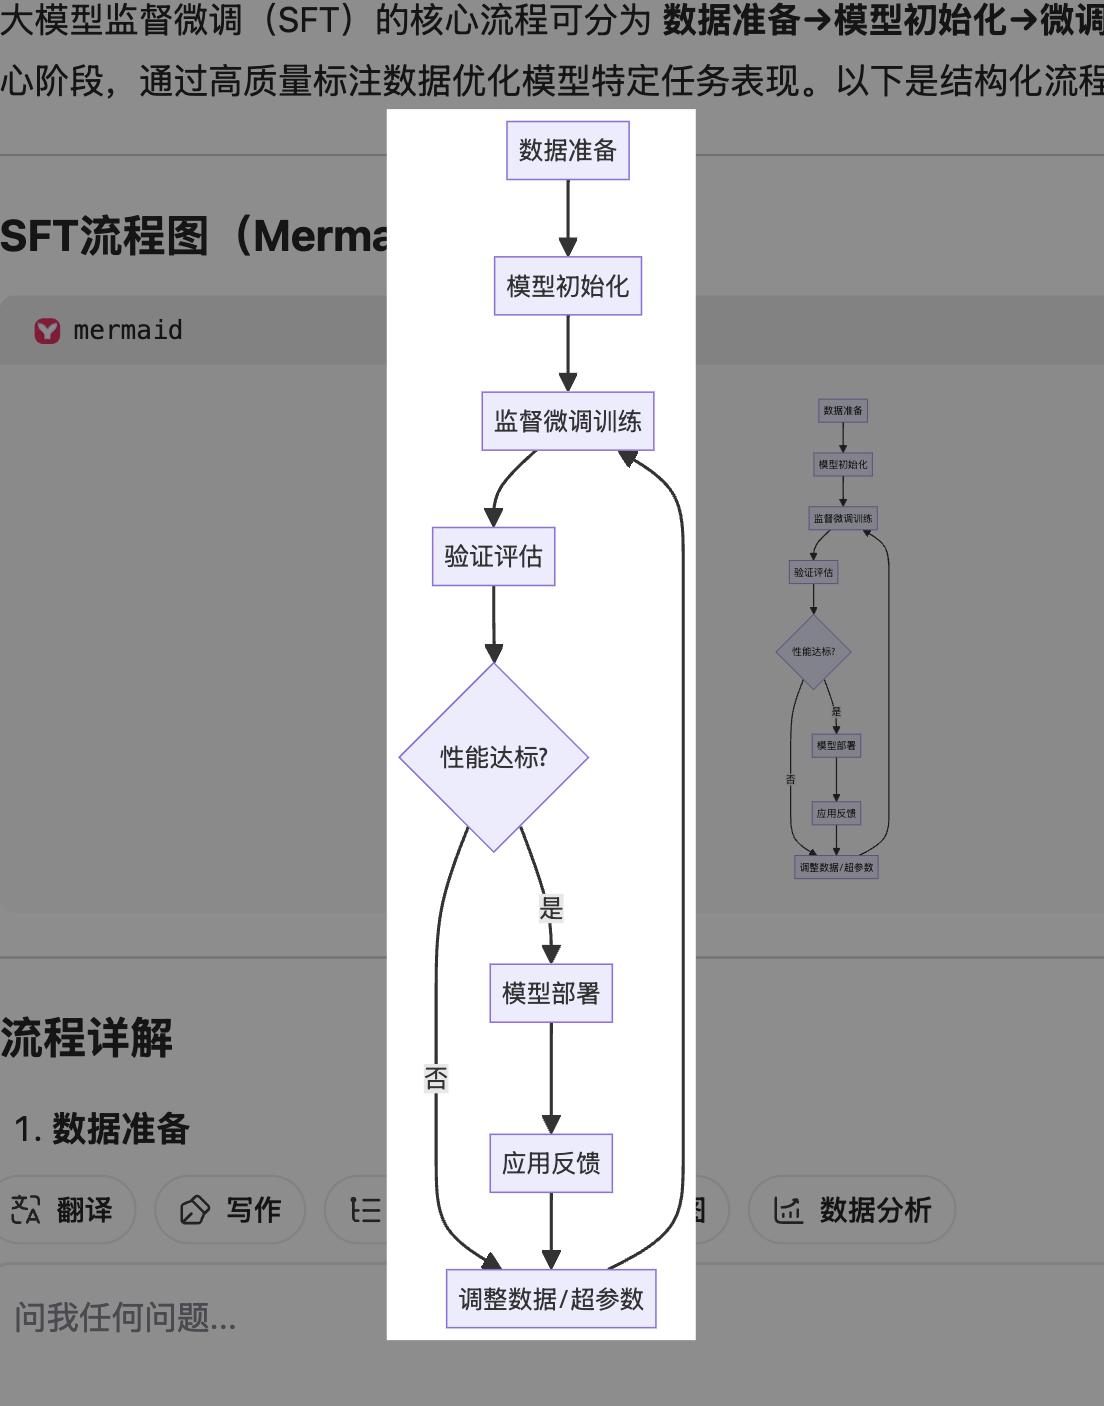 大模型监督微调（SFT）的核心流程可分为 数据准备→模型初始化→微调
心阶段，通过高质量标注数据优化模型特定任务表现。以下是结构化流程
SFT流程图（Merma
mermaid
数据准备
模型初始化
监督微调训练
验证评估
性能达标?
是
模型部署
否
应用反馈
调整数据/超参数
数据准备
模型初始化
监督微调训练
验证评估
性能达标?
是
模型部署
否
应用反馈
调整数据/超参数
流程详解
1. 数据准备
翻译
写作
数据分析
问我任何问题...